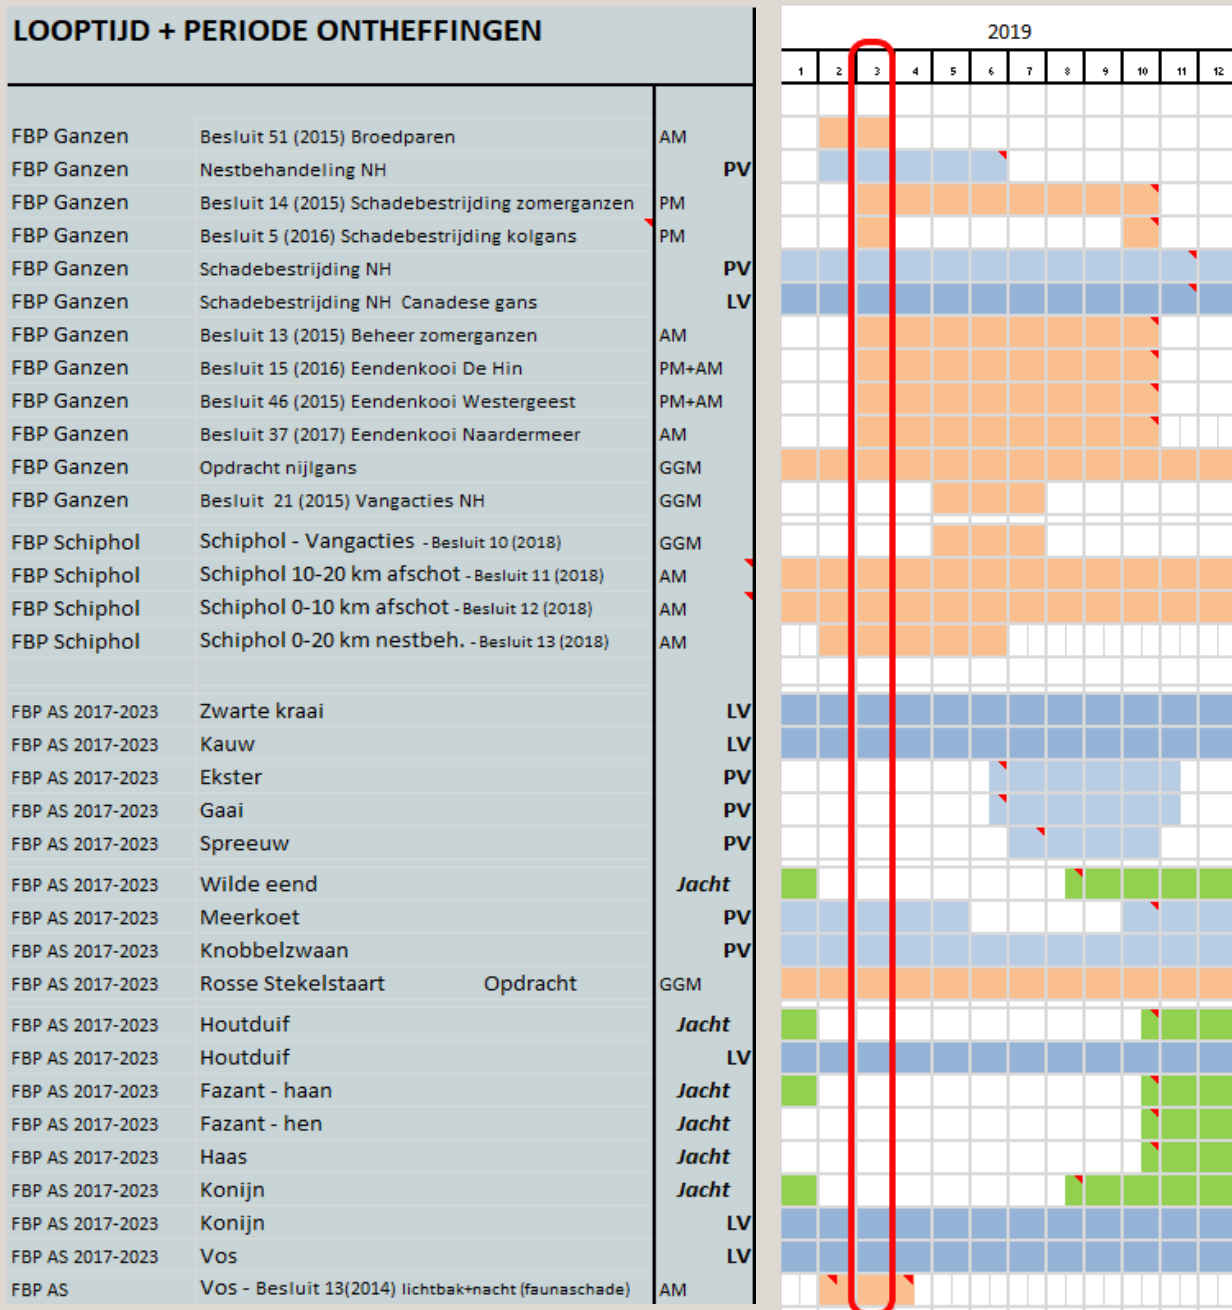 LOOPTIJD + PERIODE ONTHEFFINGEN
2019
1 2 3 4 5 6 7 8 9 10 11 12
FBP Ganzen Besluit 51 (2015) Broedparen AM
FBP Ganzen Nestbehandeling NH PV
FBP Ganzen Besluit 14 (2015) Schadebestrijding zomerganzen PM
FBP Ganzen Besluit 5 (2016) Schadebestrijding kolgans PM
FBP Ganzen Schadebestrijding NH PV
FBP Ganzen Schadebestrijding NH Canadese gans LV
FBP Ganzen Besluit 13 (2015) Beheer zomerganzen AM
FBP Ganzen Besluit 15 (2016) Eendenkooi De Hin PM+AM
FBP Ganzen Besluit 46 (2015) Eendenkooi Westergeest PM+AM
FBP Ganzen Besluit 37 (2017) Eendenkooi Naardermeer AM
FBP Ganzen Opdracht nijlgans GGM
FBP Ganzen Besluit 21 (2015) Vangacties NH GGM
FBP Schiphol Schiphol - Vangacties - Besluit 10 (2018) GGM
FBP Schiphol Schiphol 10-20 km afschot - Besluit 11 (2018) AM
FBP Schiphol Schiphol 0-10 km afschot - Besluit 12 (2018) AM
FBP Schiphol Schiphol 0-20 km nestbeh. - Besluit 13 (2018) AM
FBP AS 2017-2023 Zwarte kraai LV
FBP AS 2017-2023 Kauw LV
FBP AS 2017-2023 Ekster PV
FBP AS 2017-2023 Gaai PV
FBP AS 2017-2023 Spreeuw PV
FBP AS 2017-2023 Wilde eend Jacht
FBP AS 2017-2023 Meerkoet PV
FBP AS 2017-2023 Knobbelzwaan PV
FBP AS 2017-2023 Rosse Stekelstaart Opdracht GGM
FBP AS 2017-2023 Houtduif Jacht
FBP AS 2017-2023 Houtduif LV
FBP AS 2017-2023 Fazant - haan Jacht
FBP AS 2017-2023 Fazant - hen Jacht
FBP AS 2017-2023 Haas Jacht
FBP AS 2017-2023 Konijn Jacht
FBP AS 2017-2023 Konijn LV
FBP AS 2017-2023 Vos LV
FBP AS Vos - Besluit 13(2014) lichtbak+nacht (faunaschade) AM